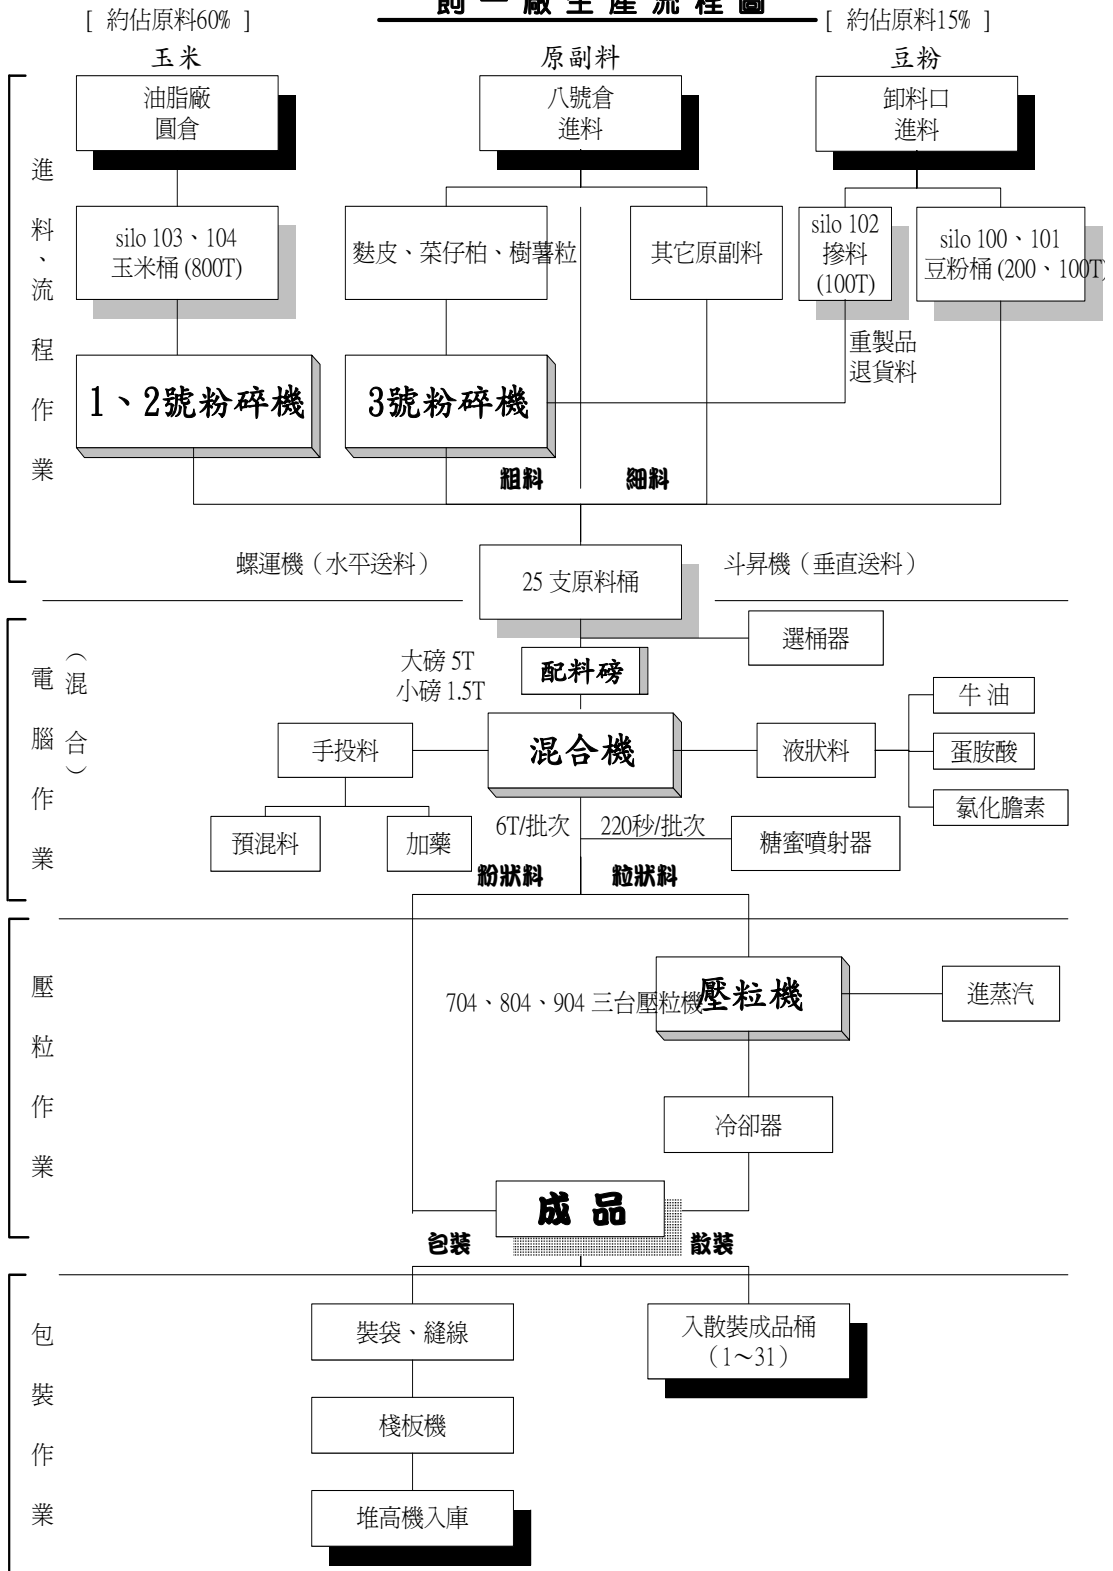 飼一廠生產流程圖
[ 約佔原料60% ]
[ 約佔原料15% ]
玉米
原副料
豆粉
油脂廠
圓倉
八號倉
進料
卸料口
進料
進料、流程作業
silo 103、104
玉米桶 (800T)
麩皮、菜仔柏、樹薯粒
其它原副料
silo 102
摻料
(100T)
silo 100、101
豆粉桶 (200、100T)
重製品
退貨料
1、2號粉碎機
3號粉碎機
粗料
細料
螺運機（水平送料）
25 支原料桶
斗昇機（垂直送料）
電腦作業
（混合）
選桶器
大磅 5T
小磅 1.5T
配料磅
手投料
混合機
液狀料
牛油
蛋胺酸
氯化膽素
預混料
加藥
6T/批次
220秒/批次
糖蜜噴射器
粉狀料
粒狀料
壓粒作業
704、804、904 三台壓粒機
壓粒機
進蒸汽
冷卻器
成品
包裝
散裝
包裝作業
裝袋、縫線
入散裝成品桶
（1～31）
棧板機
堆高機入庫